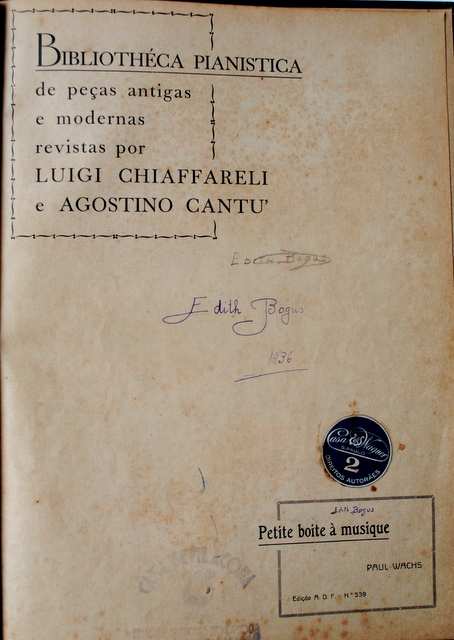 BIBLIOTHÉCA PIANISTICA
de peças antigas
e modernas
revistas por
LUIGI CHIAFFARELI
e AGOSTINO CANTU'
Edith Bogus
Edith Bogus
1936
Casa Wagner
S. PAULO
2
DIREITOS AUTORAES
Edith Bogus
Petite boite à musique
PAUL WACHS
Edição A. D. F. - N° 539